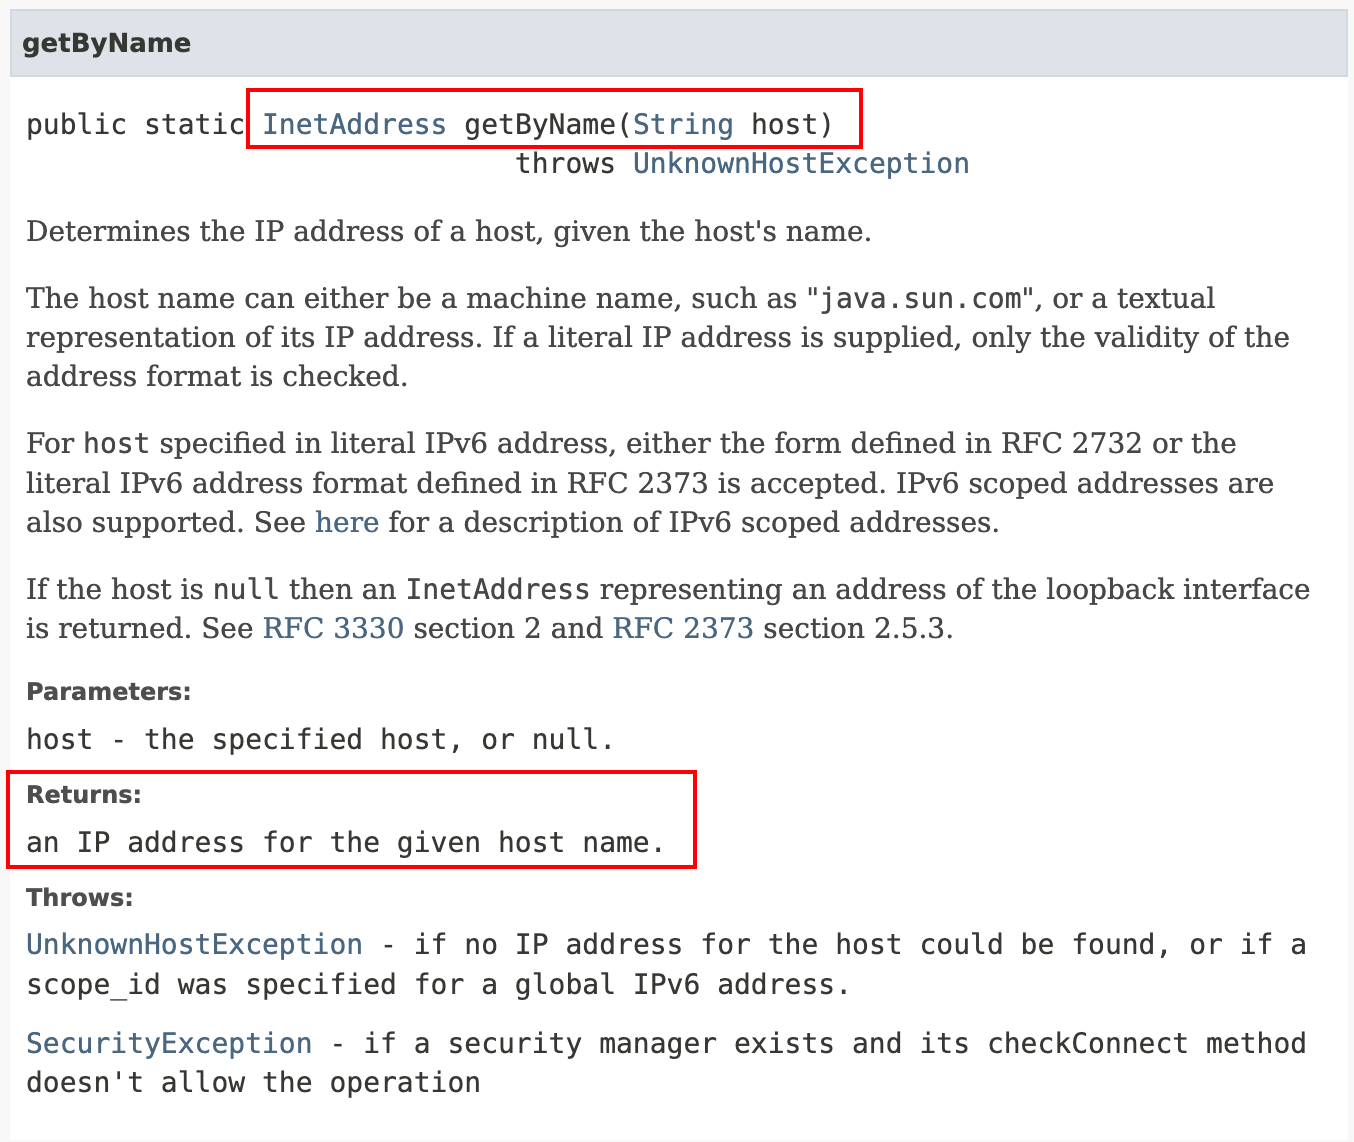 getByName
public static InetAddress getByName(String host)
throws UnknownHostException
Determines the IP address of a host, given the host's name.
The host name can either be a machine name, such as "java.sun.com", or a textual
representation of its IP address. If a literal IP address is supplied, only the validity of the
address format is checked.
For host specified in literal IPv6 address, either the form defined in RFC 2732 or the
literal IPv6 address format defined in RFC 2373 is accepted. IPv6 scoped addresses are
also supported. See here for a description of IPv6 scoped addresses.
If the host is null then an InetAddress representing an address of the loopback interface
is returned. See RFC 3330 section 2 and RFC 2373 section 2.5.3.
Parameters:
host - the specified host, or null.
Returns:
an IP address for the given host name.
Throws:
UnknownHostException - if no IP address for the host could be found, or if a
scope_id was specified for a global IPv6 address.
SecurityException - if a security manager exists and its checkConnect method
doesn't allow the operation